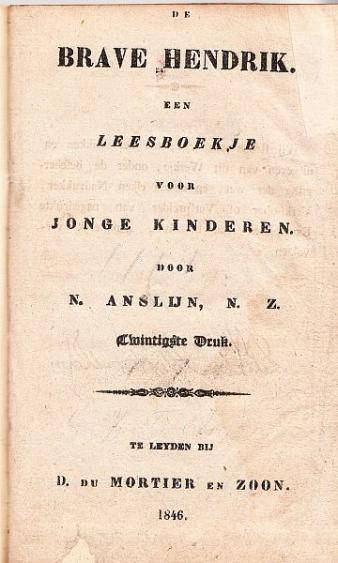 DE
BRAVE HENDRIK.
EEN
LEESBOEKJE
VOOR
JONGE KINDEREN.
DOOR
N. ANSLIJN, N. Z.
Twintigste Druk.
TE LEYDEN BIJ
D. DU MORTIER EN ZOON.
1846.